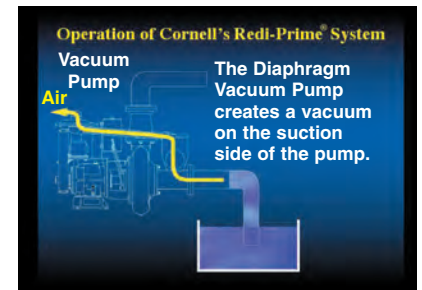 Operation of Cornell's Redi-Prime® System
Vacuum
Pump
Air
The Diaphragm
Vacuum Pump
creates a vacuum
on the suction
side of the pump.